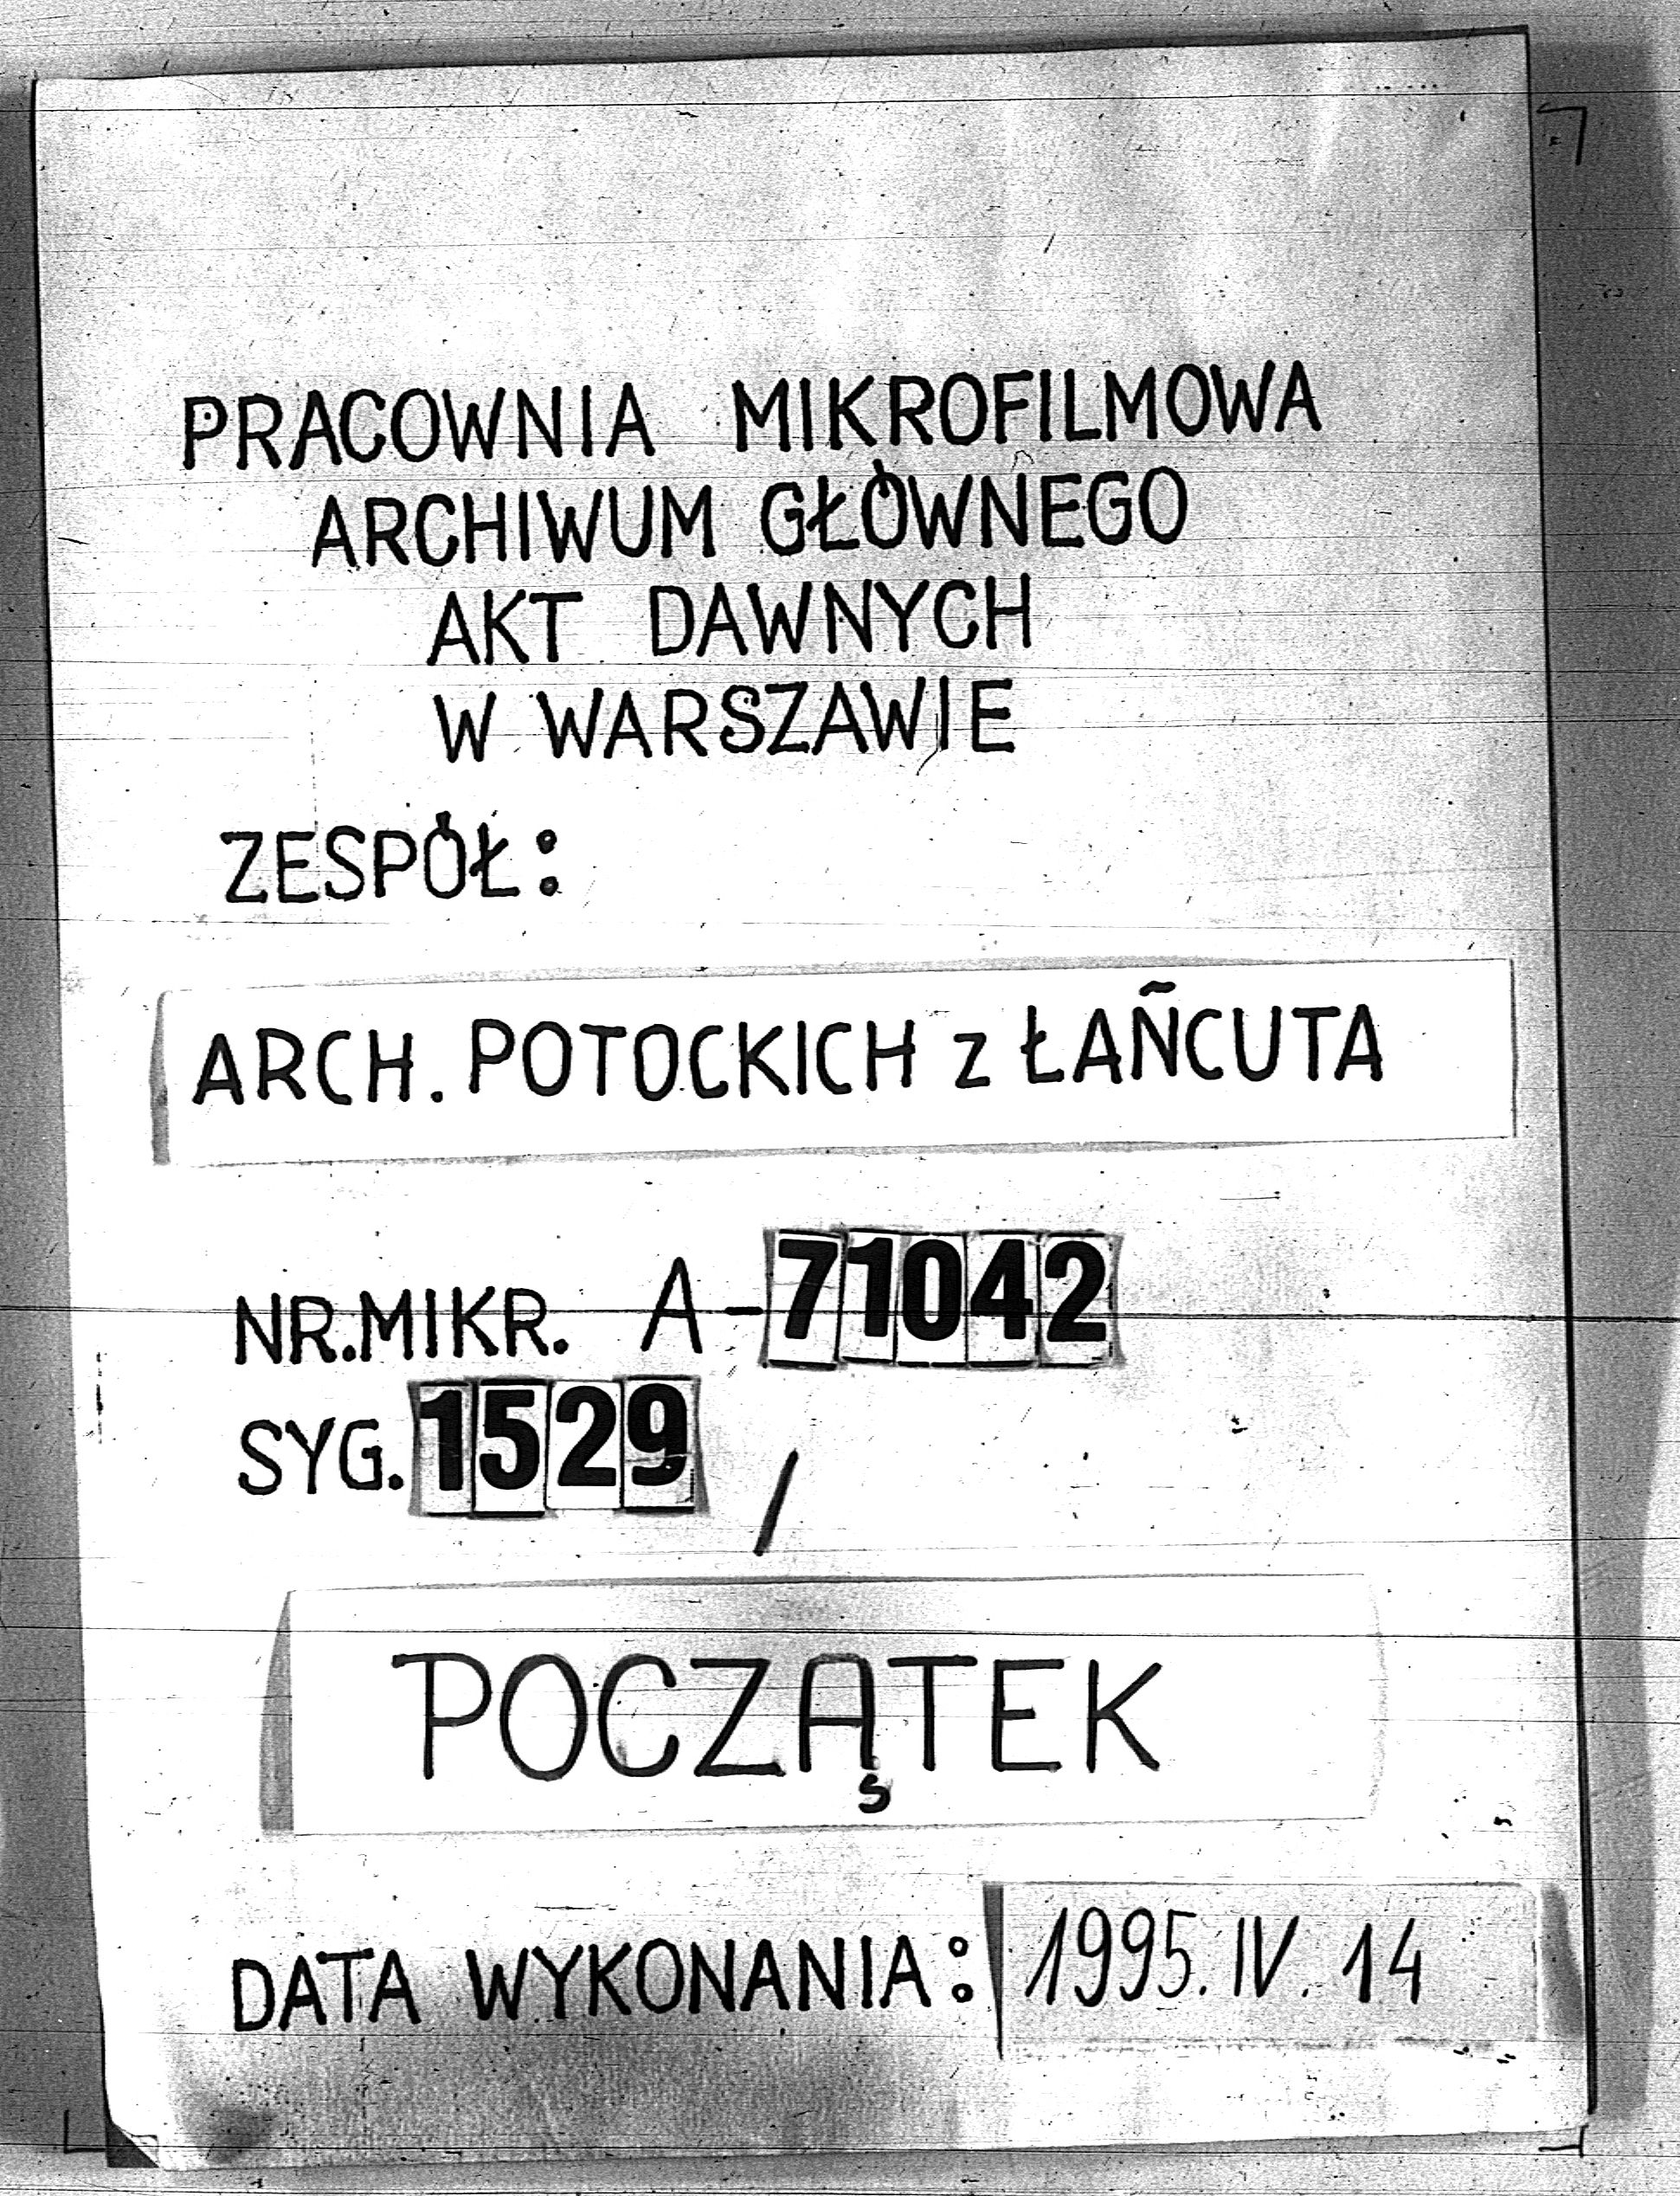 PRACOWNIA MIKROFILMOWA
ARCHIWUM GŁÓWNEGO
AKT DAWNYCH
W WARSZAWIE
ZESPÓŁ:
ARCH. POTOCKICH z ŁAŃCUTA
NR.MIKR. A-71042
SYG. 1529 /
POCZĄTEK
DATA WYKONANIA: 1995.IV.14